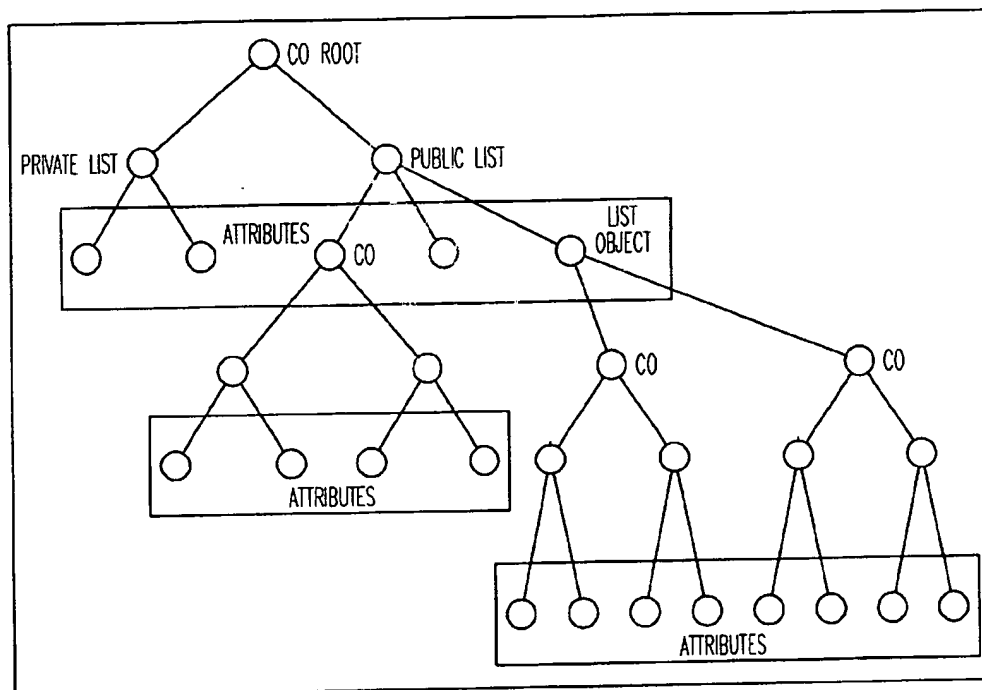 CO ROOT
PRIVATE LIST
PUBLIC LIST
ATTRIBUTES
LIST
OBJECT
CO
CO
CO
ATTRIBUTES
ATTRIBUTES